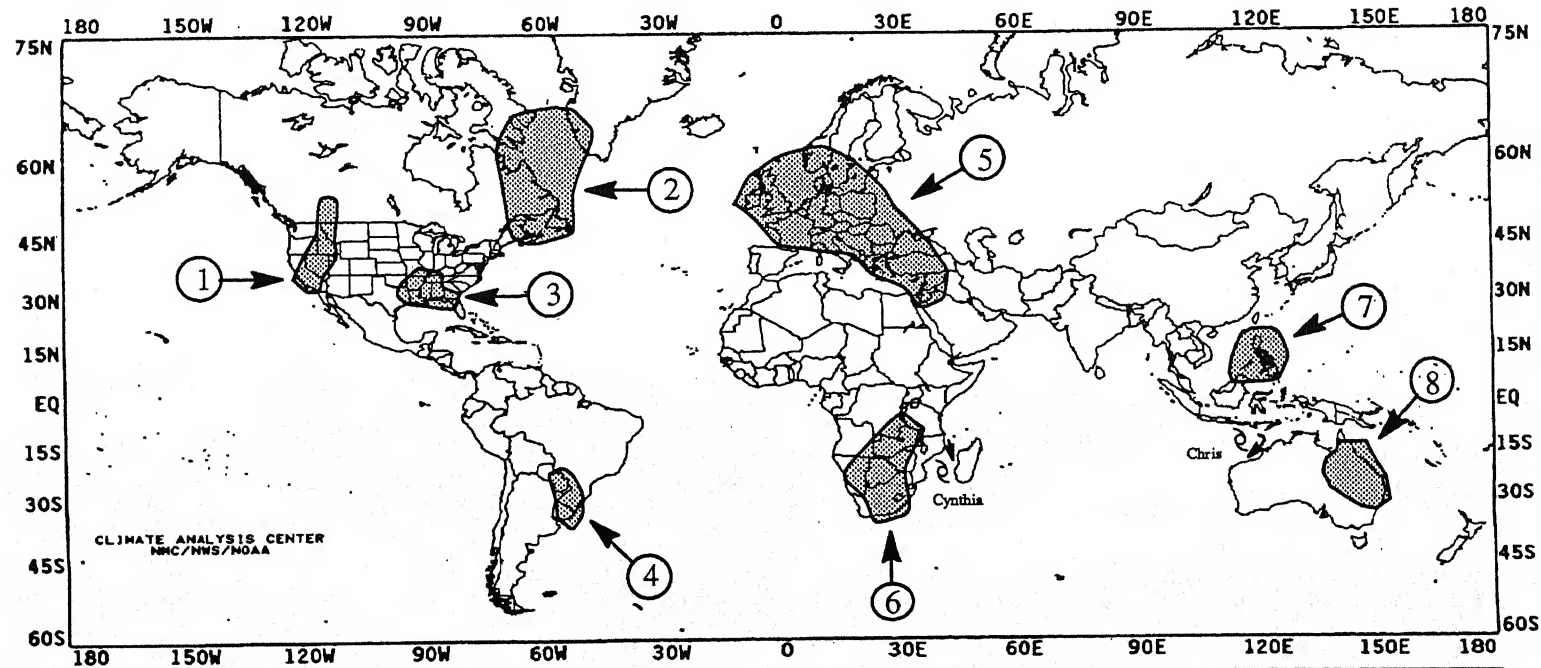 180 150W 120W 90W 60W 30W 0 30E 60E 90E 120E 150E 180
75N 75N
60N 60N
2
5
45N 45N
1
3
30N 30N
7
15N 15N
8
EQ EQ
15S 15S
Chris
Cynthia
30S 30S
CLIMATE ANALYSIS CENTER
NMC/NWS/NOAA
45S 45S
4
6
60S 60S
180 150W 120W 90W 60W 30W 0 30E 60E 90E 120E 150E 180